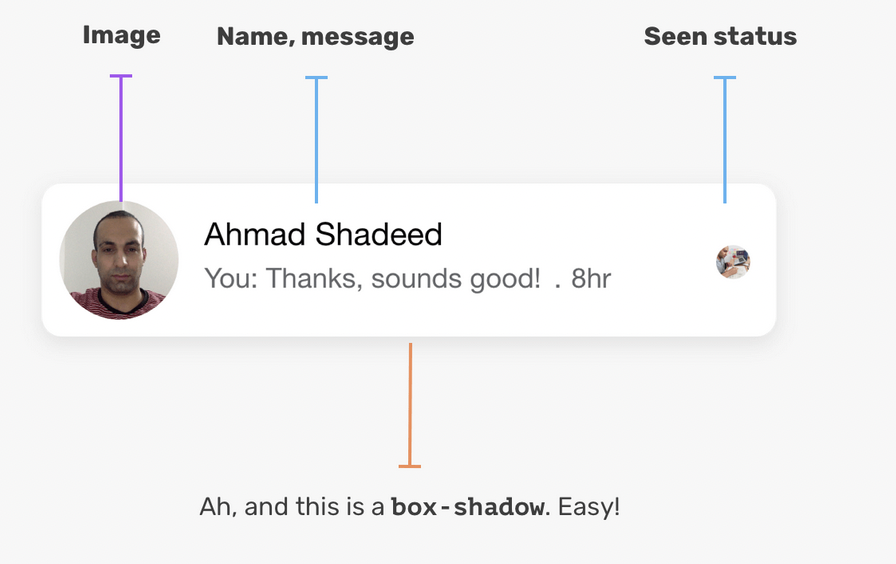 Image
Name, message
Seen status
Ahmad Shadeed
You: Thanks, sounds good! . 8hr
Ah, and this is a box-shadow. Easy!